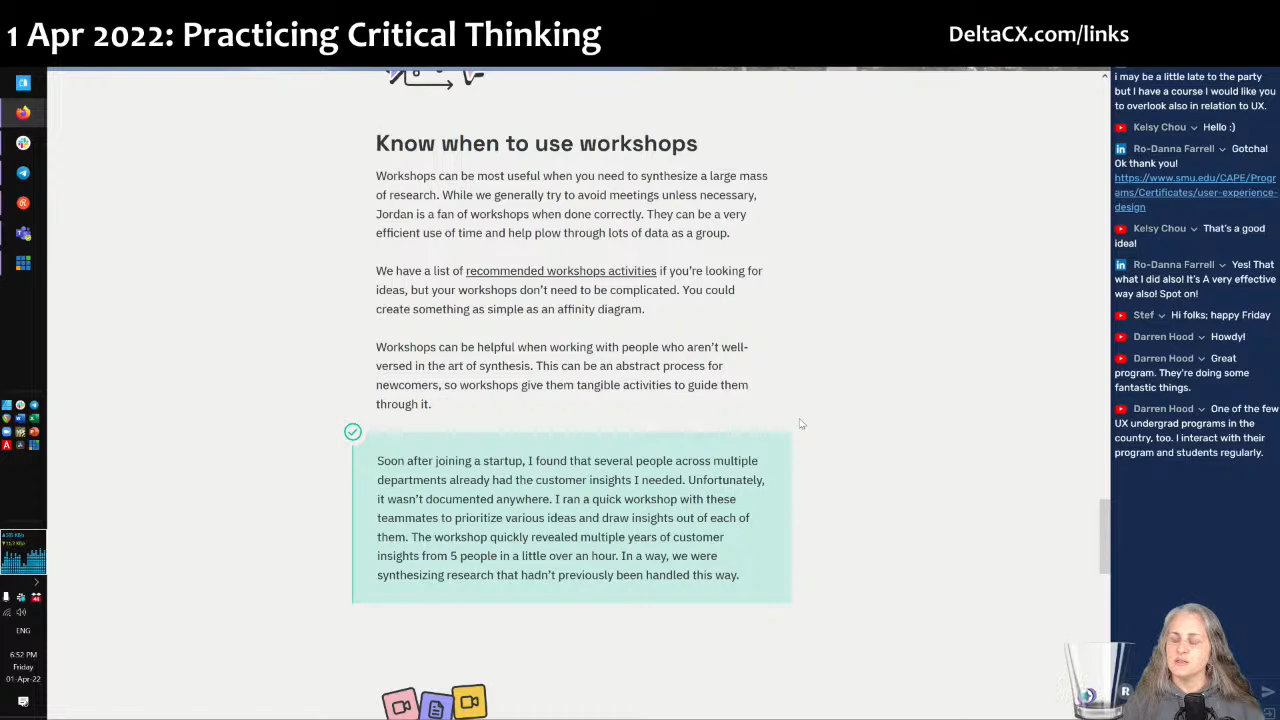 1 Apr 2022: Practicing Critical Thinking
DeltaCX.com/links
Know when to use workshops
Workshops can be most useful when you need to synthesize a large mass
of research. While we generally try to avoid meetings unless necessary,
Jordan is a fan of workshops when done correctly. They can be a very
efficient use of time and help plow through lots of data as a group.
We have a list of recommended workshops activities if you're looking for
ideas, but your workshops don't need to be complicated. You could
create something as simple as an affinity diagram.
Workshops can be helpful when working with people who aren't well-
versed in the art of synthesis. This can be an abstract process for
newcomers, so workshops give them tangible activities to guide them
through it.
Soon after joining a startup, I found that several people across multiple
departments already had the customer insights I needed. Unfortunately,
it wasn't documented anywhere. I ran a quick workshop with these
teammates to prioritize various ideas and draw insights out of each of
them. The workshop quickly revealed multiple years of customer
insights from 5 people in a little over an hour. In a way, we were
synthesizing research that hadn't previously been handled this way.
i may be a little late to the party
but I have a course I would like you
to overlook also in relation to UX.
Kelsy Chou Hello :)
Ro-Danna Farrell Gotcha!
Ok thank you!
https://www.smu.edu/CAPE/Progr
ams/Certificates/user-experience-
design
Kelsy Chou That's a good
idea!
Ro-Danna Farrell Yes! That
what I did also! It's A very effective
way also! Spot on!
Stef Hi folks; happy Friday
Darren Hood Howdy!
Darren Hood Great
program. They're doing some
fantastic things.
Darren Hood One of the few
UX undergrad programs in the
country, too. I interact with their
program and students regularly.
ENG
6:52 PM
Friday
01-Apr-22
R